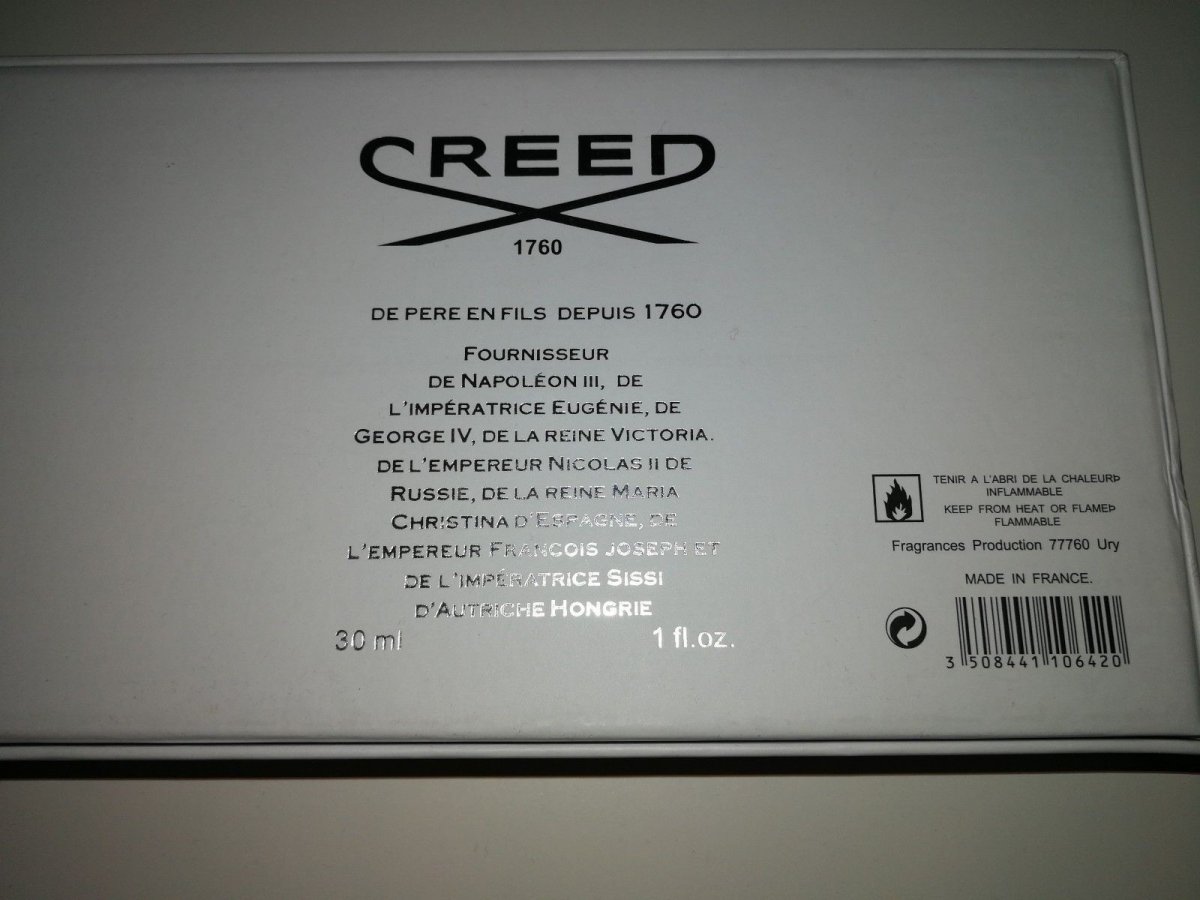 CREED
1760
DE PERE EN FILS DEPUIS 1760
FOURNISSEUR
DE NAPOLÉON III, DE
L'IMPÉRATRICE EUGÉNIE, DE
GEORGE IV, DE LA REINE VICTORIA.
DE L'EMPEREUR NICOLAS II DE
RUSSIE, DE LA REINE MARIA
CHRISTINA D'ESPAGNE, DE
L'EMPEREUR FRANCOIS JOSEPH ET
DE L'IMPÉRATRICE SISSI
D'AUTRICHE HONGRIE
30 ml 1 fl.oz.
TENIR A L'ABRI DE LA CHALEURÞ
INFLAMMABLE
KEEP FROM HEAT OR FLAMEÞ
FLAMMABLE
Fragrances Production 77760 Ury
MADE IN FRANCE.
3 508441 106420